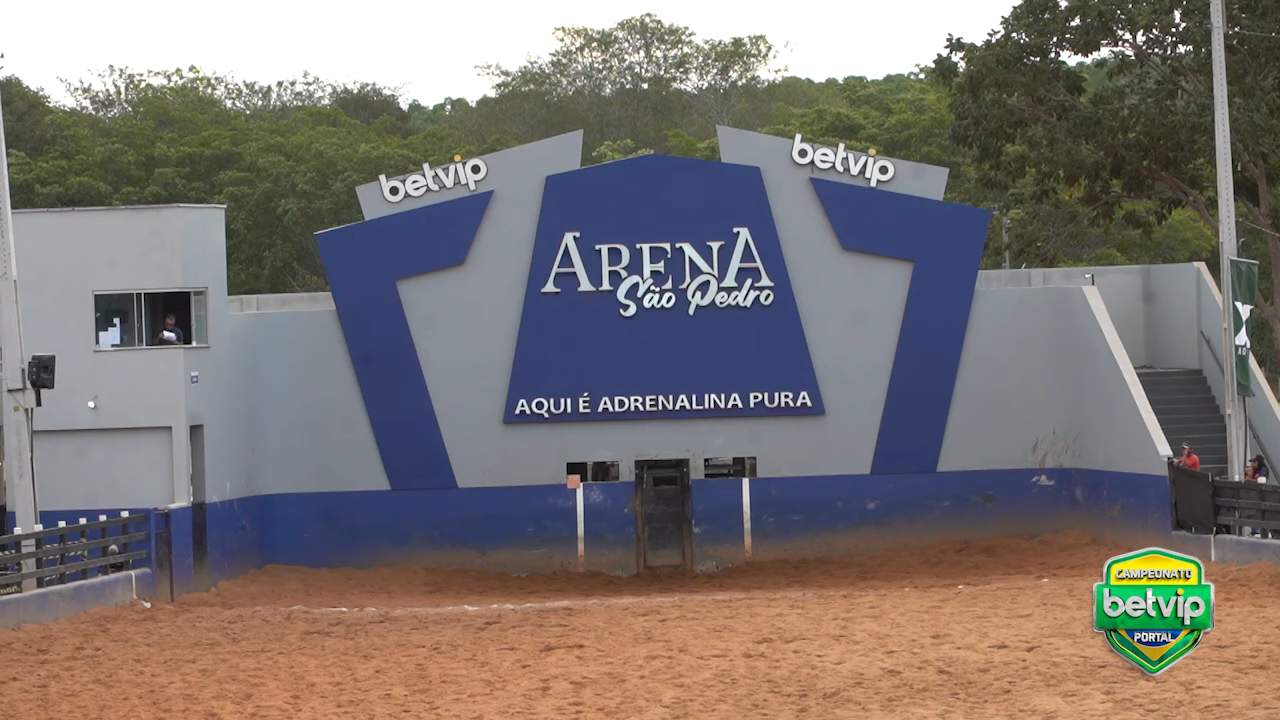 betvip
betvip
ARENA
São Pedro
AQUI É ADRENALINA PURA
CAMPEONATO
betvip
PORTAL